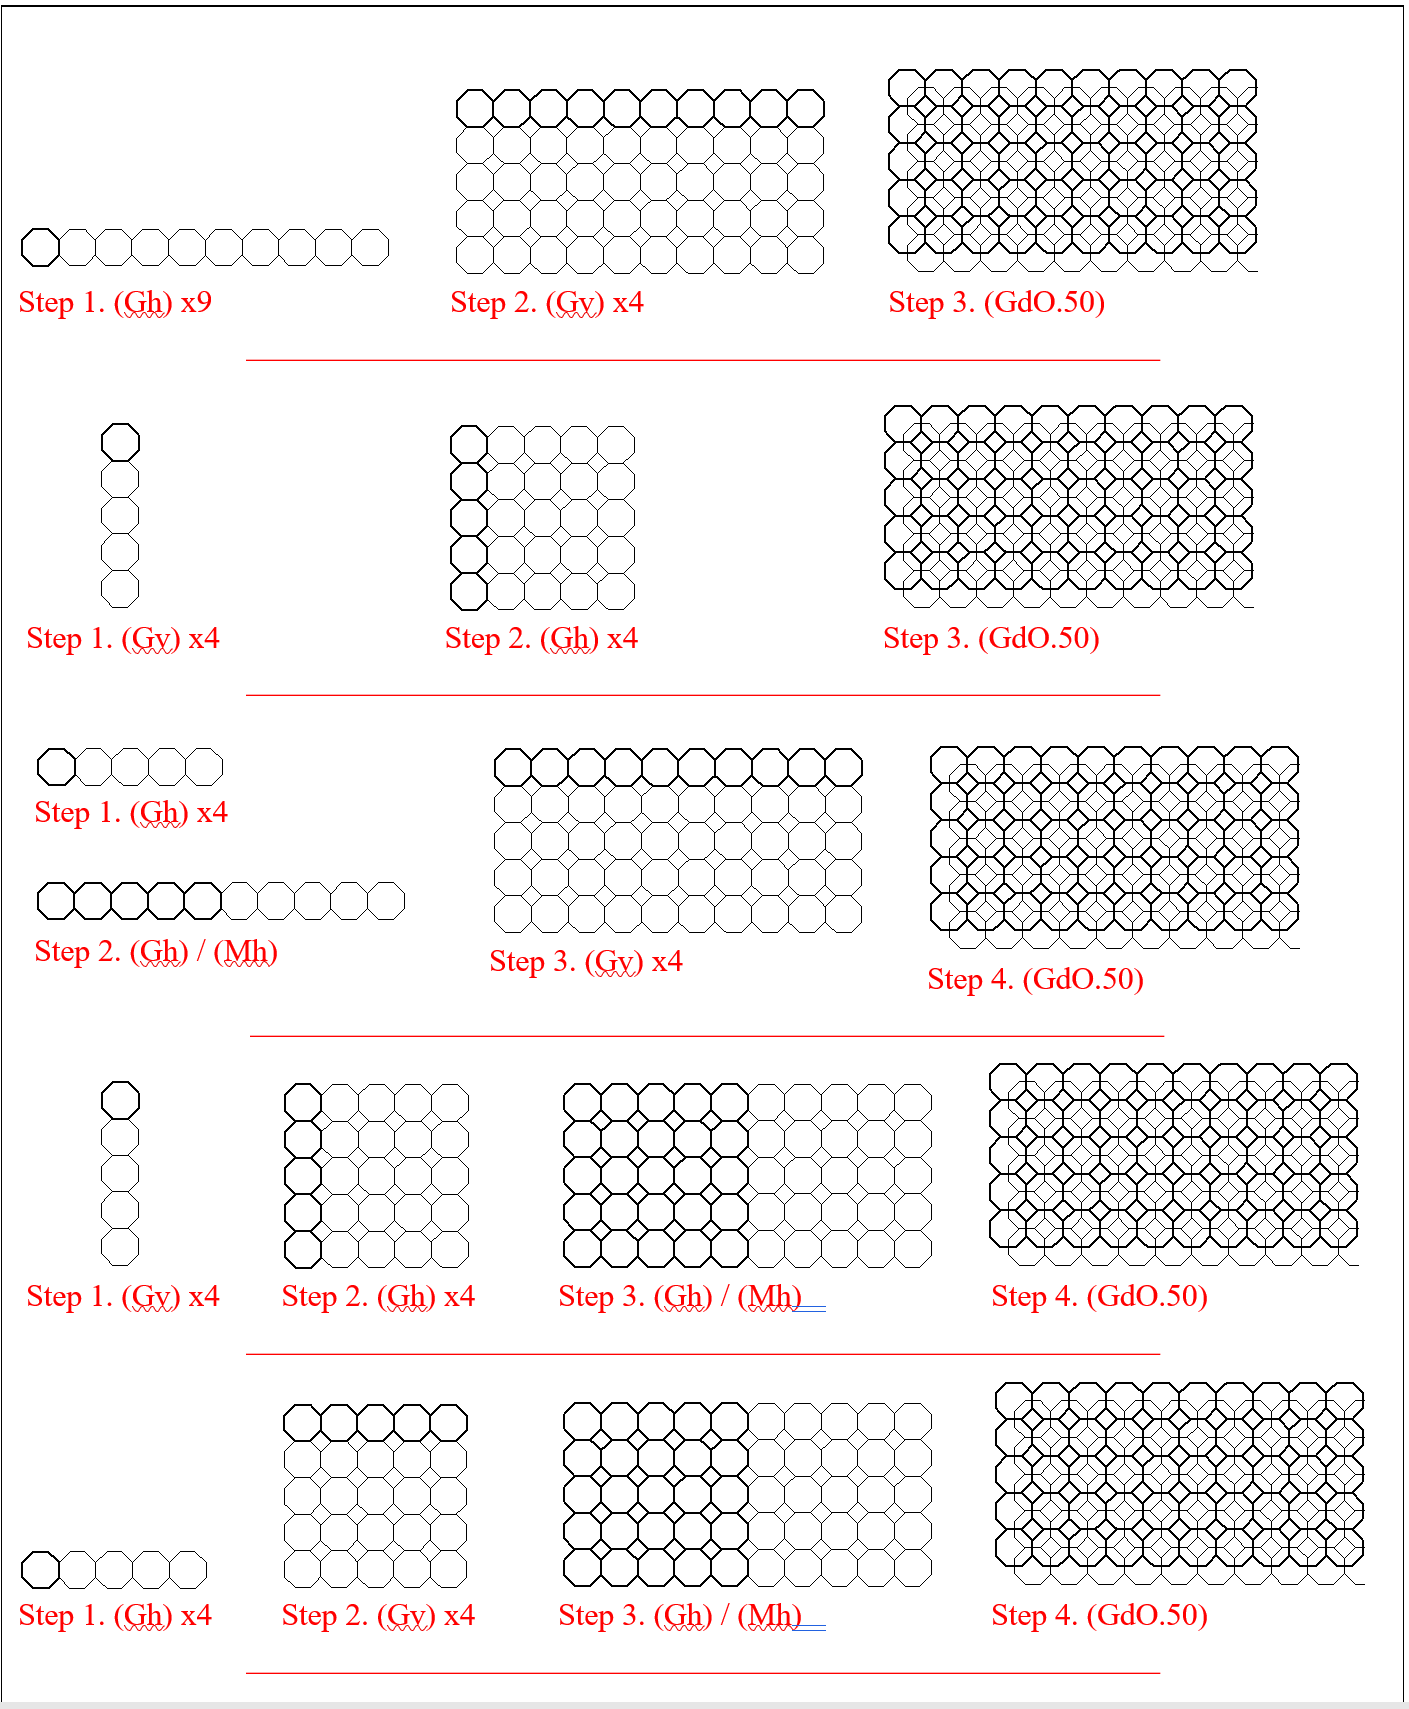 Step 1. (Gh) x9
Step 2. (Gv) x4
Step 3. (GdO.50)
Step 1. (Gv) x4
Step 2. (Gh) x4
Step 3. (GdO.50)
Step 1. (Gh) x4
Step 2. (Gh) / (Mh)
Step 3. (Gv) x4
Step 4. (GdO.50)
Step 1. (Gv) x4
Step 2. (Gh) x4
Step 3. (Gh) / (Mh)
Step 4. (GdO.50)
Step 1. (Gh) x4
Step 2. (Gv) x4
Step 3. (Gh) / (Mh)
Step 4. (GdO.50)